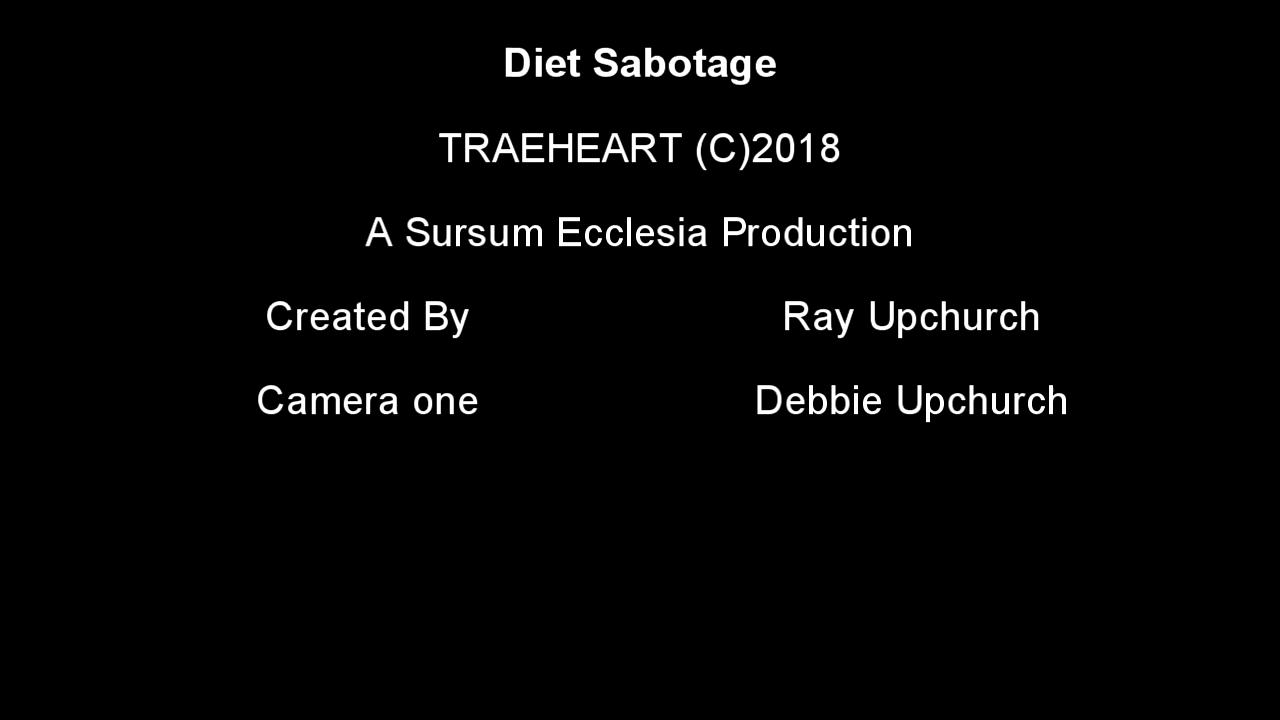 Diet Sabotage
TRAEHEART (C)2018
A Sursum Ecclesia Production
Created By Ray Upchurch
Camera one Debbie Upchurch